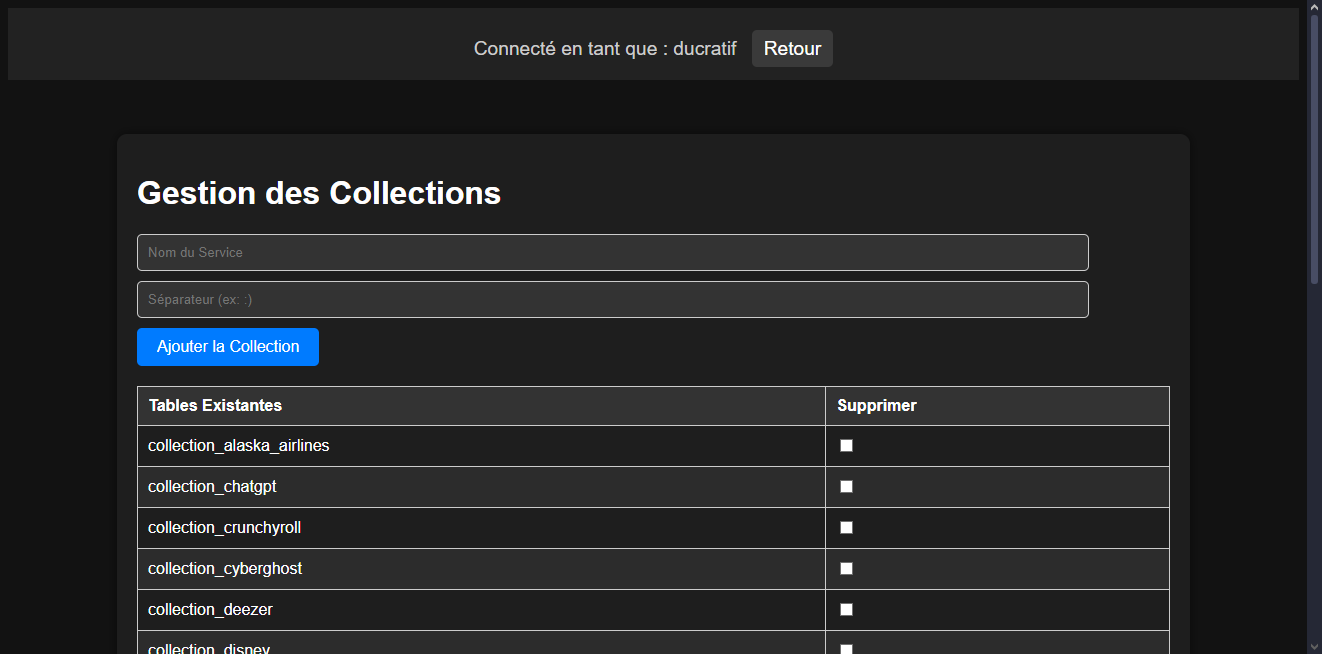 Connecté en tant que : ducratif Retour
Gestion des Collections
Nom du Service
Séparateur (ex: :)
Ajouter la Collection
Tables Existantes Supprimer
collection_alaska_airlines
collection_chatgpt
collection_crunchyroll
collection_cyberghost
collection_deezer
collection_disney